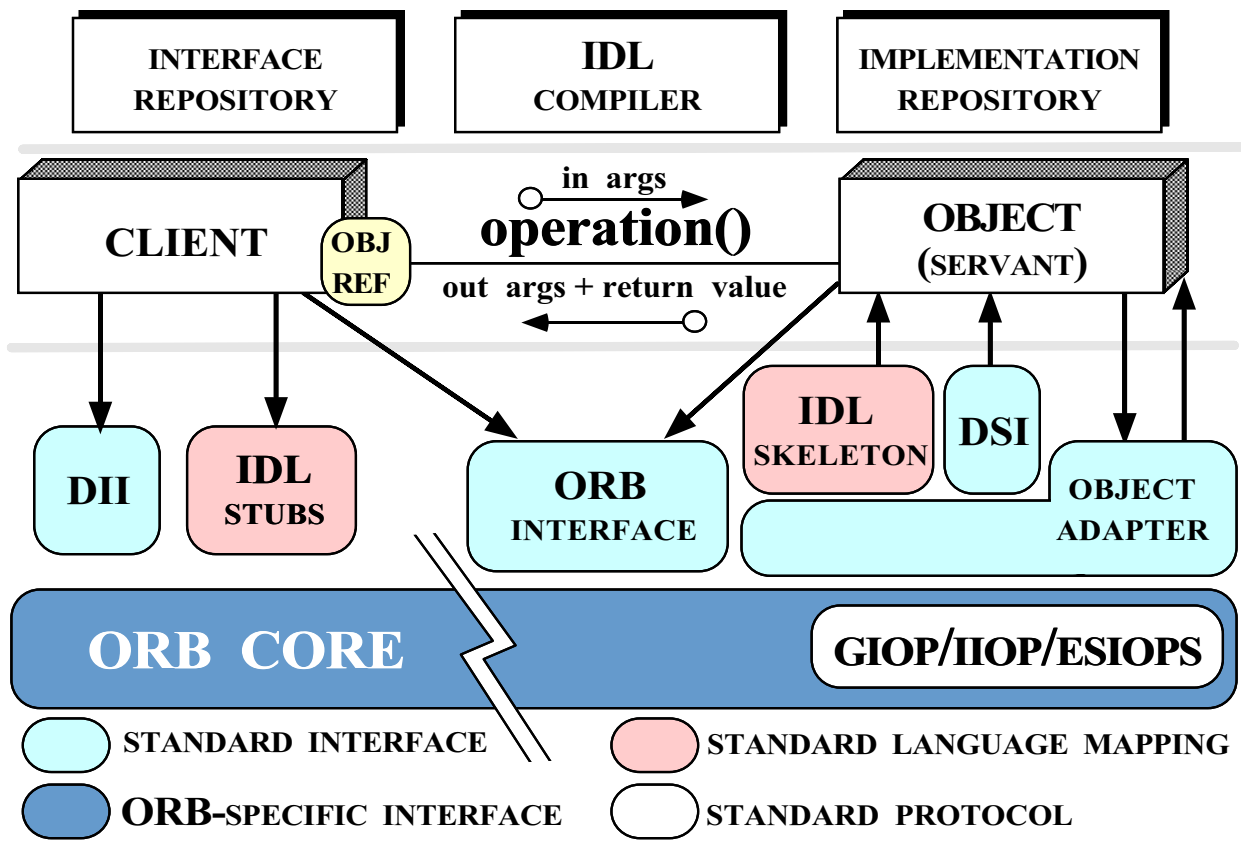 INTERFACE
REPOSITORY
IDL
COMPILER
IMPLEMENTATION
REPOSITORY
CLIENT
OBJ
REF
in args
operation()
out args + return value
OBJECT
(SERVANT)
DII
IDL
STUBS
ORB
INTERFACE
IDL
SKELETON
DSI
OBJECT
ADAPTER
ORB CORE
GIOP/IIOP/ESIOPS
STANDARD INTERFACE
STANDARD LANGUAGE MAPPING
ORB-SPECIFIC INTERFACE
STANDARD PROTOCOL